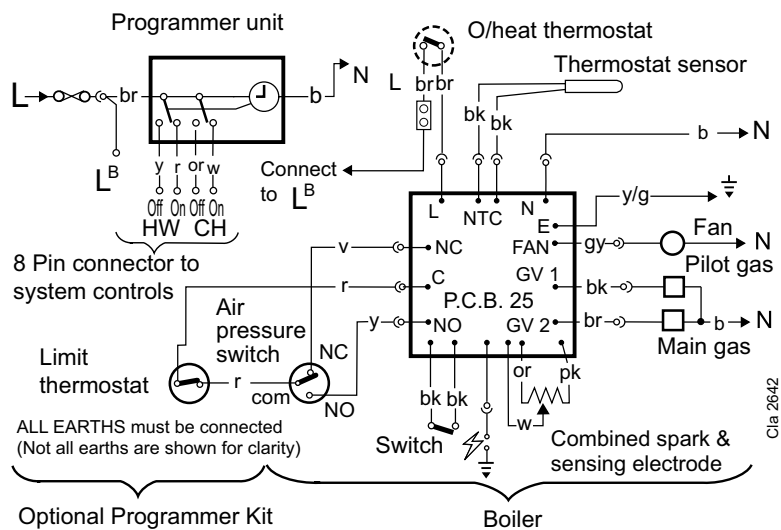 Programmer unit
O/heat thermostat
Thermostat sensor
L
br
b
N
L
br
br
bk
bk
b
N
y
r
or
w
L B
Connect
to L B
Off On Off On
HW CH
8 Pin connector to
system controls
L
NTC
N
E
y/g
v
NC
FAN
gy
Fan
N
Pilot gas
r
C
GV 1
bk
P.C.B. 25
y
NO
GV 2
br
b
N
Main gas
Air
pressure
switch
NC
Limit
thermostat
r
com
NO
bk
bk
or
pk
w
Switch
Combined spark &
sensing electrode
ALL EARTHS must be connected
(Not all earths are shown for clarity)
Cla 2642
Optional Programmer Kit
Boiler